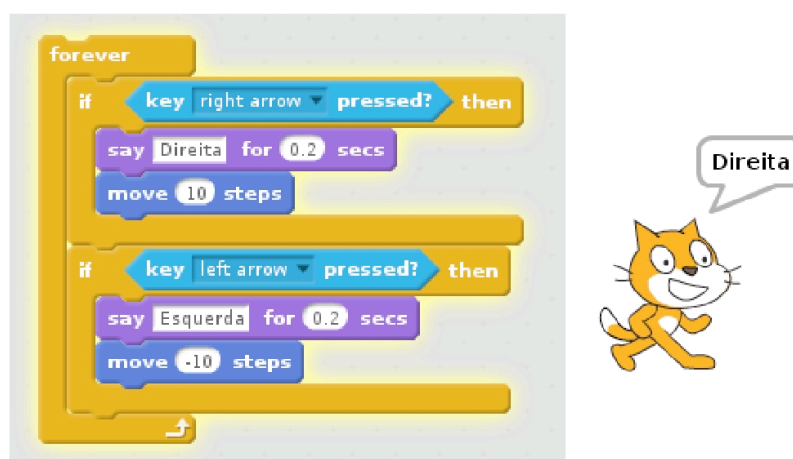 forever
if key right arrow pressed? then
say Direita for 0.2 secs
move 10 steps
if key left arrow pressed? then
say Esquerda for 0.2 secs
move -10 steps
Direita